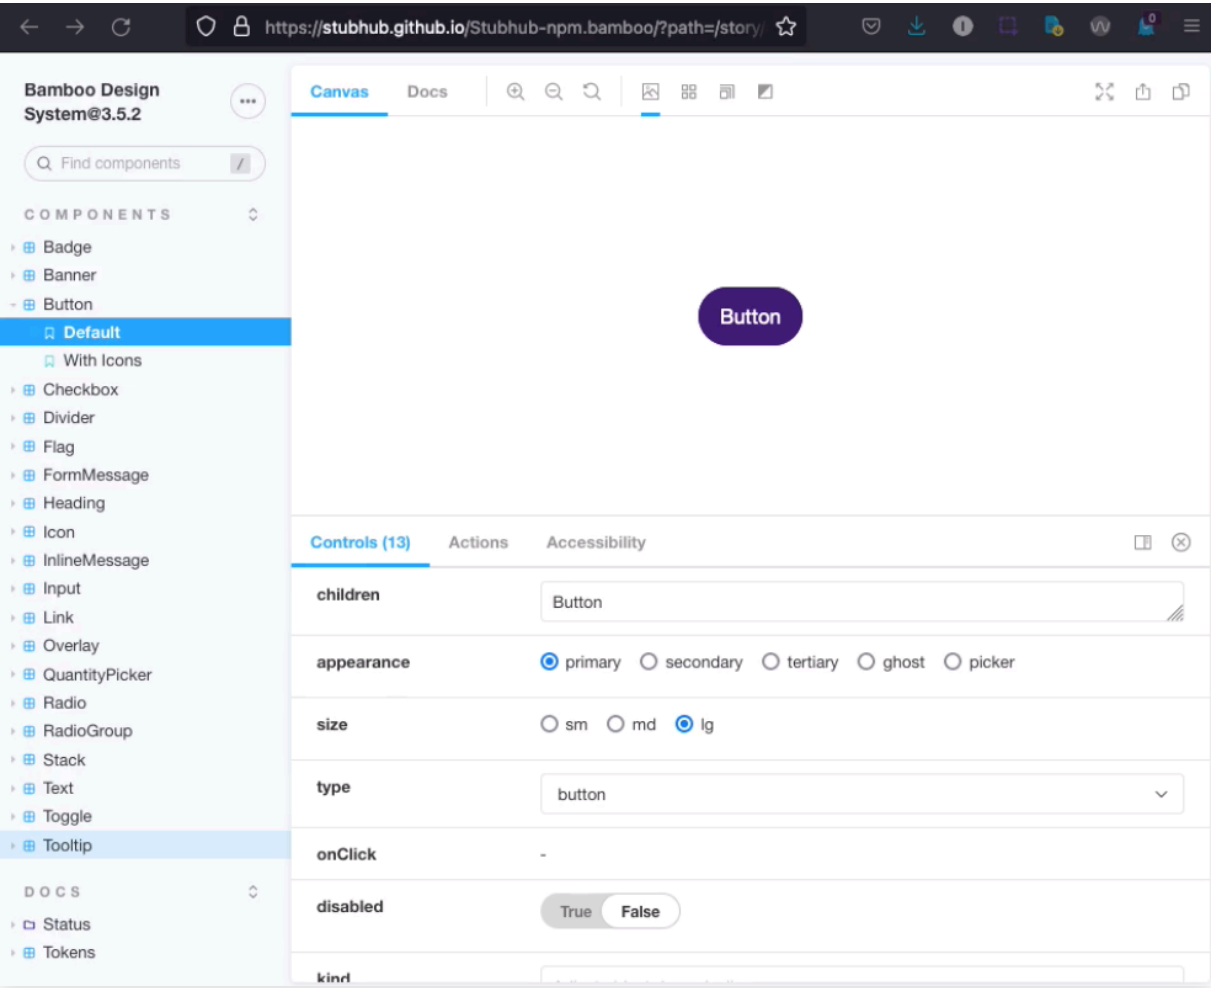 https://stubhub.github.io/Stubhub-npm.bamboo/?path=/story/
0
Bamboo Design
System@3.5.2
Find components
/
COMPONENTS
Badge
Banner
Button
Default
With Icons
Checkbox
Divider
Flag
FormMessage
Heading
Icon
InlineMessage
Input
Link
Overlay
QuantityPicker
Radio
RadioGroup
Stack
Text
Toggle
Tooltip
DOCS
Status
Tokens
Canvas Docs
Button
Controls (13) Actions Accessibility
children Button
appearance primary secondary tertiary ghost picker
size sm md lg
type button
onClick -
disabled True False
kind